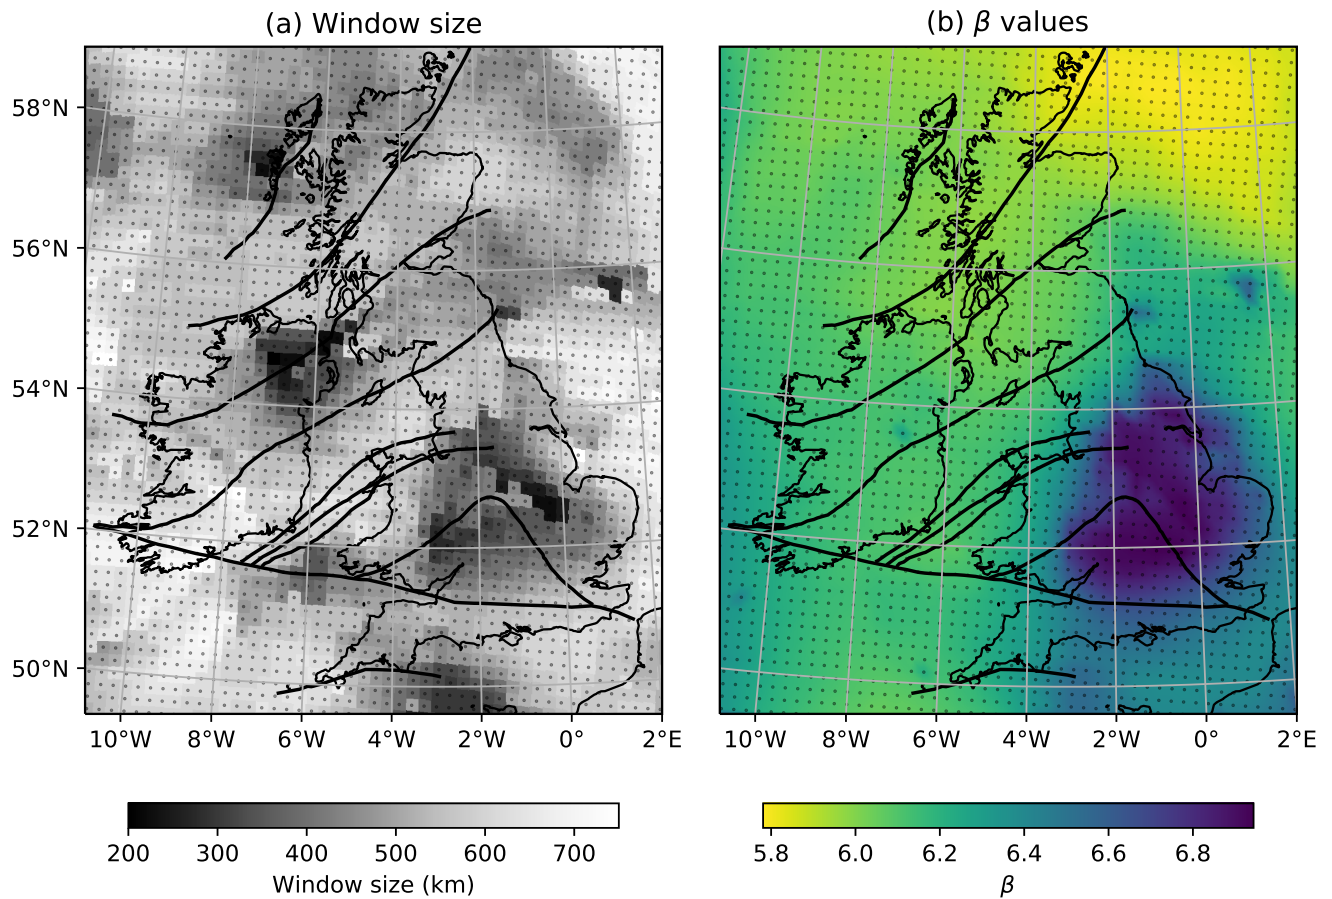 (a) Window size
(b) β values
58°N
56°N
54°N
52°N
50°N
10°W 8°W 6°W 4°W 2°W 0° 2°E
10°W 8°W 6°W 4°W 2°W 0° 2°E
200 300 400 500 600 700
Window size (km)
5.8 6.0 6.2 6.4 6.6 6.8
β